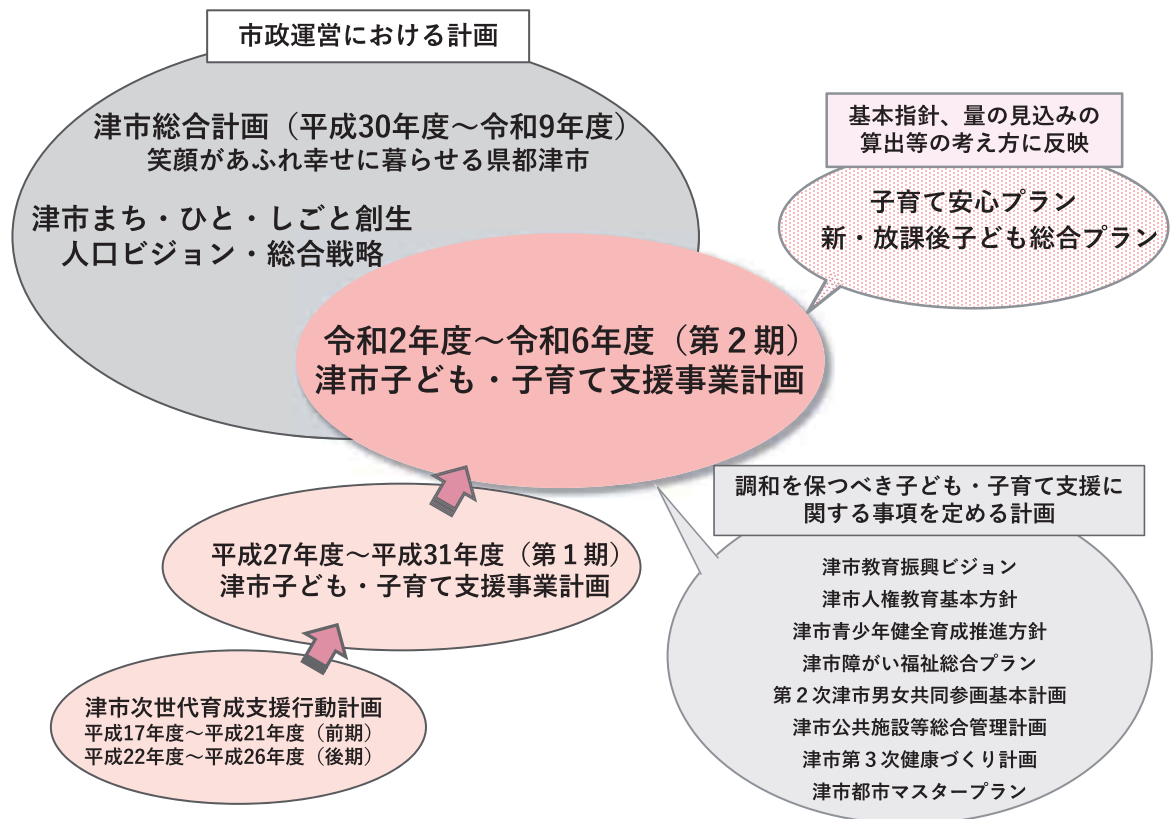 市政運営における計画
津市総合計画（平成30年度～令和9年度）
笑顔があふれ幸せに暮らせる県都津市
津市まち・ひと・しごと創生
人口ビジョン・総合戦略
基本指針、量の見込みの
算出等の考え方に反映
子育て安心プラン
新・放課後子ども総合プラン
令和2年度～令和6年度（第２期）
津市子ども・子育て支援事業計画
平成27年度～平成31年度（第１期）
津市子ども・子育て支援事業計画
津市次世代育成支援行動計画
平成17年度～平成21年度（前期）
平成22年度～平成26年度（後期）
調和を保つべき子ども・子育て支援に
関する事項を定める計画
津市教育振興ビジョン
津市人権教育基本方針
津市青少年健全育成推進方針
津市障がい福祉総合プラン
第２次津市男女共同参画基本計画
津市公共施設等総合管理計画
津市第３次健康づくり計画
津市都市マスタープラン